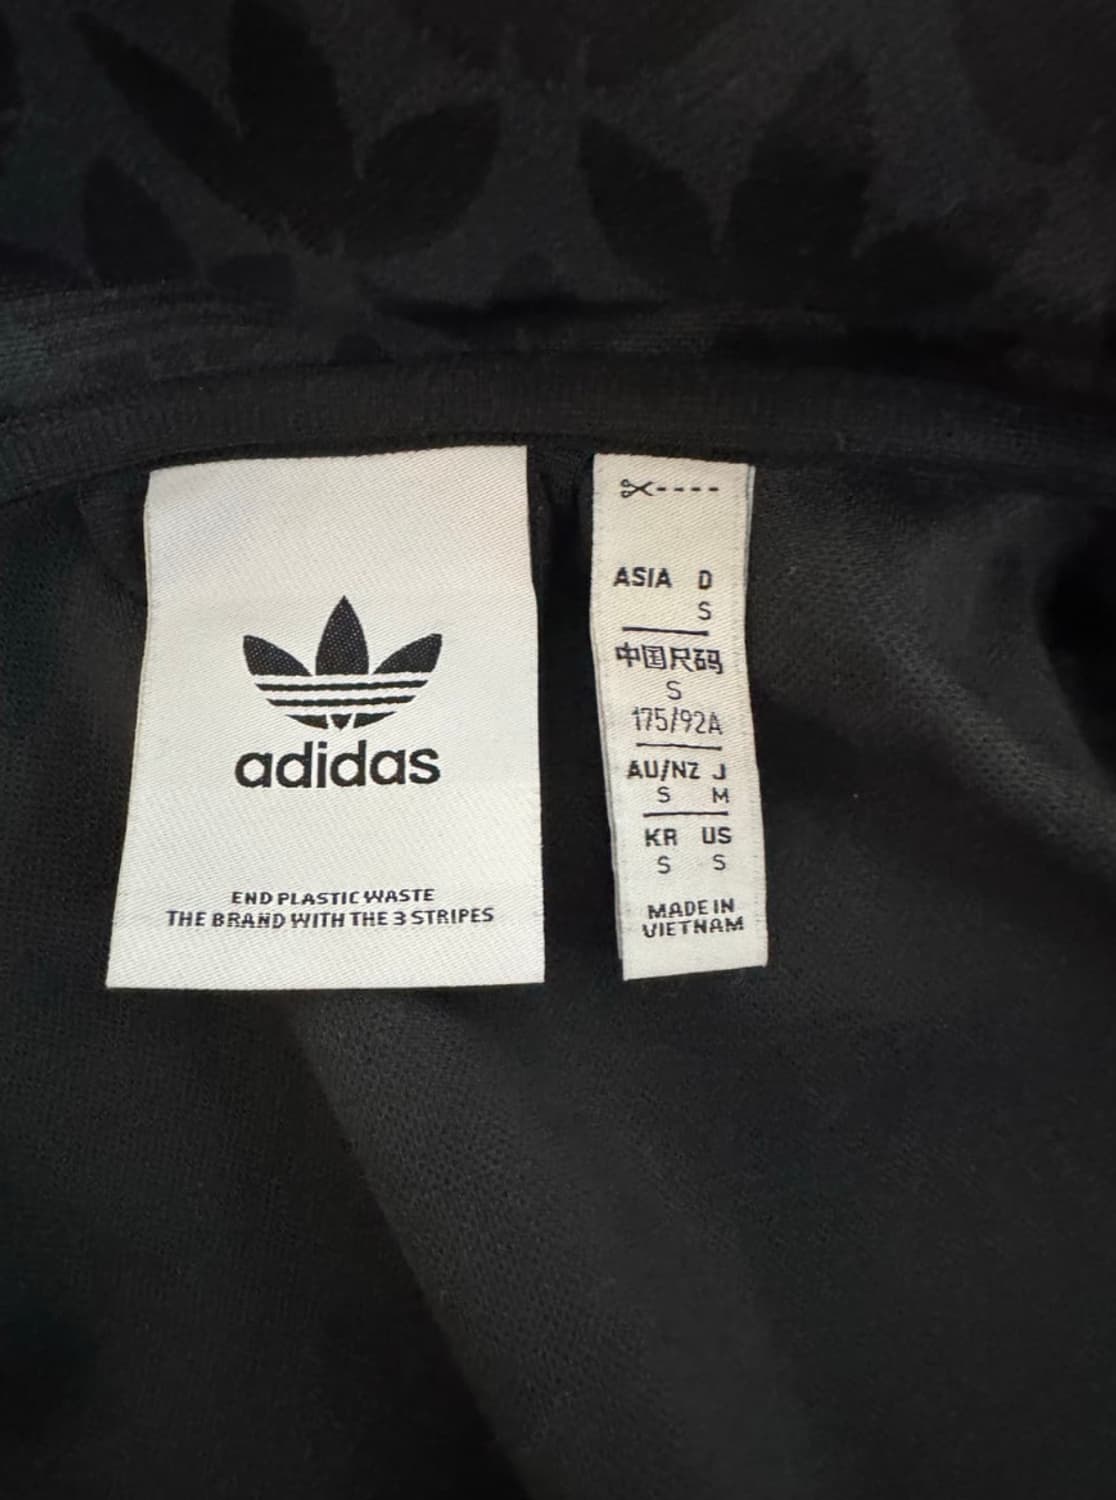 adidas
END PLASTIC WASTE
THE BRAND WITH THE 3 STRIPES
ASIA D
S
中国尺码
S
175/92A
AU/NZ J
S M
KR US
S S
MADE IN
VIETNAM